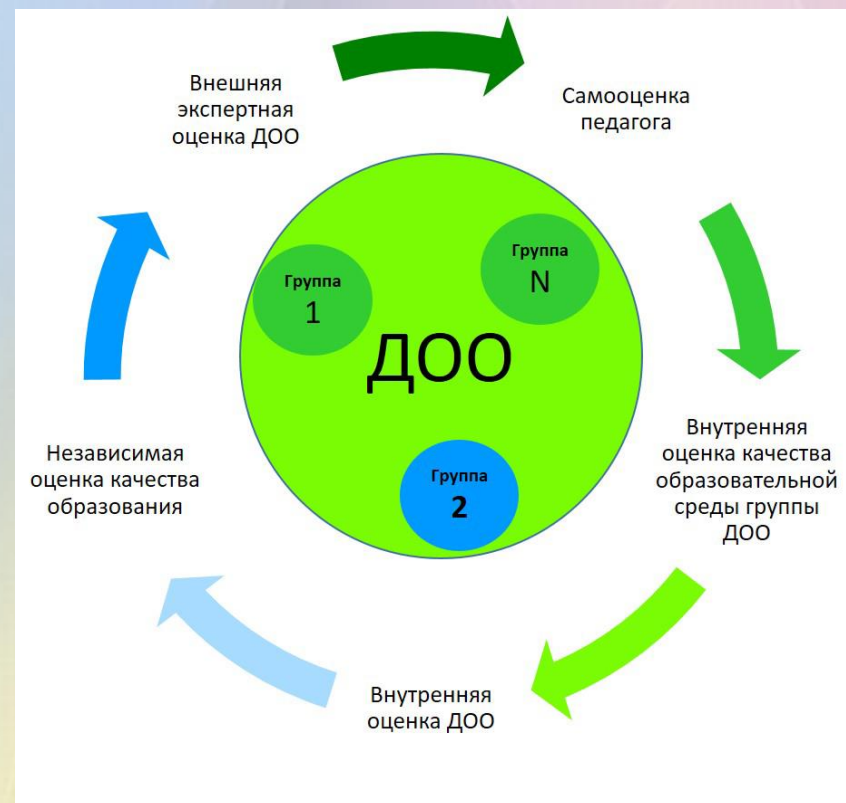 Внешняя
экспертная
оценка ДОО
Самооценка
педагога
Группа
1
Группа
N
ДОО
Группа
2
Независимая
оценка качества
образования
Внутренняя
оценка качества
образовательной
среды группы
ДОО
Внутренняя
оценка ДОО